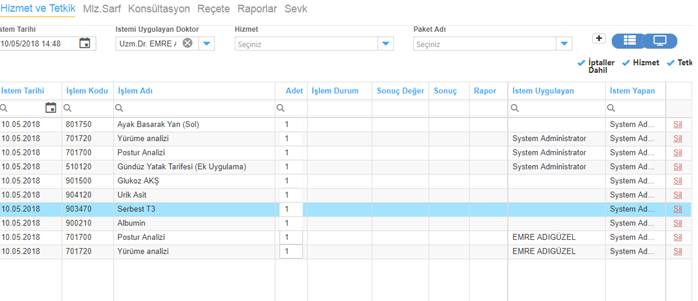 Hizmet ve Tetkik Mlz.Sarf Konsültasyon Reçete Raporlar Sevk
İstem Tarihi İstemi Uygulayan Doktor Hizmet Paket Adı
10/05/2018 14:48 Uzm.Dr. EMRE Seçiniz Seçiniz
İptaller Dahil Hizmet Tetk
İstem Tarihi İşlem Kodu İşlem Adı Adet İşlem Durum Sonuç Değer Sonuç Rapor İstem Uygulayan İstem Yapan
10.05.2018 801750 Ayak Basarak Yan (Sol) 1 System Ad... Sil
10.05.2018 701720 Yürüme analizi 1 System Administrator System Ad... Sil
10.05.2018 701700 Postur Analizi 1 System Administrator System Ad... Sil
10.05.2018 510120 Gündüz Yatak Tarifesi (Ek Uygulama) 1 System Administrator System Ad... Sil
10.05.2018 901500 Glukoz AKŞ 1 System Ad... Sil
10.05.2018 904120 Urik Asit 1 System Ad... Sil
10.05.2018 903470 Serbest T3 1 System Ad... Sil
10.05.2018 900210 Albumin 1 System Ad... Sil
10.05.2018 701700 Postur Analizi 1 EMRE ADIGÜZEL System Ad... Sil
10.05.2018 701720 Yürüme analizi 1 EMRE ADIGÜZEL System Ad... Sil